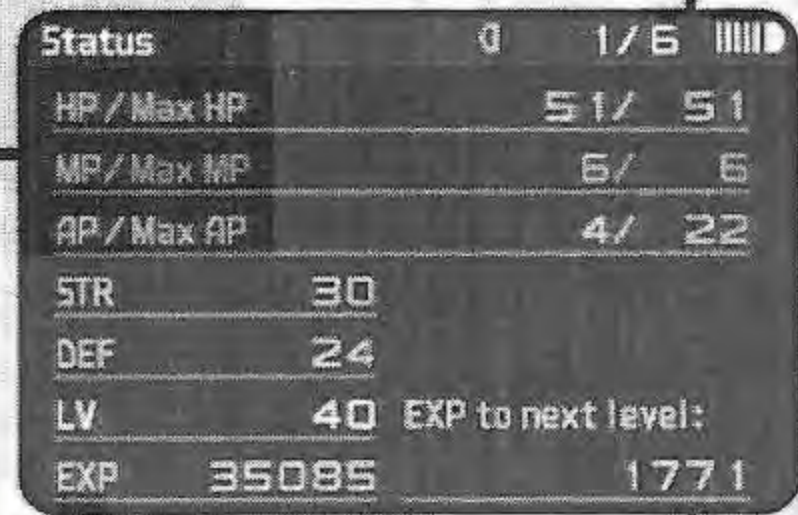 Status 1/6
HP/Max HP 51/ 51
MP/Max MP 6/ 6
AP/Max AP 4/ 22
STR 30
DEF 24
LV 40 EXP to next level:
EXP 35085 1771